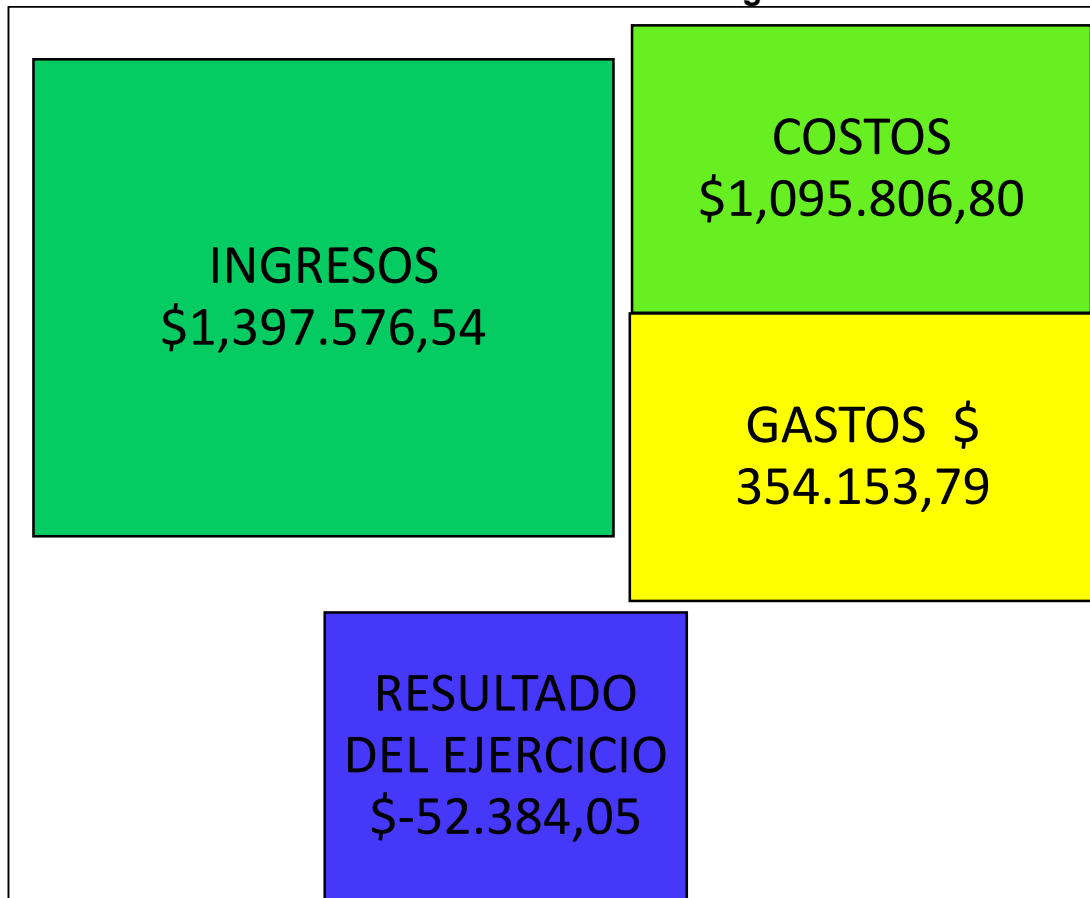 INGRESOS
$1,397.576,54
COSTOS
$1,095.806,80
GASTOS $
354.153,79
RESULTADO
DEL EJERCICIO
$-52.384,05